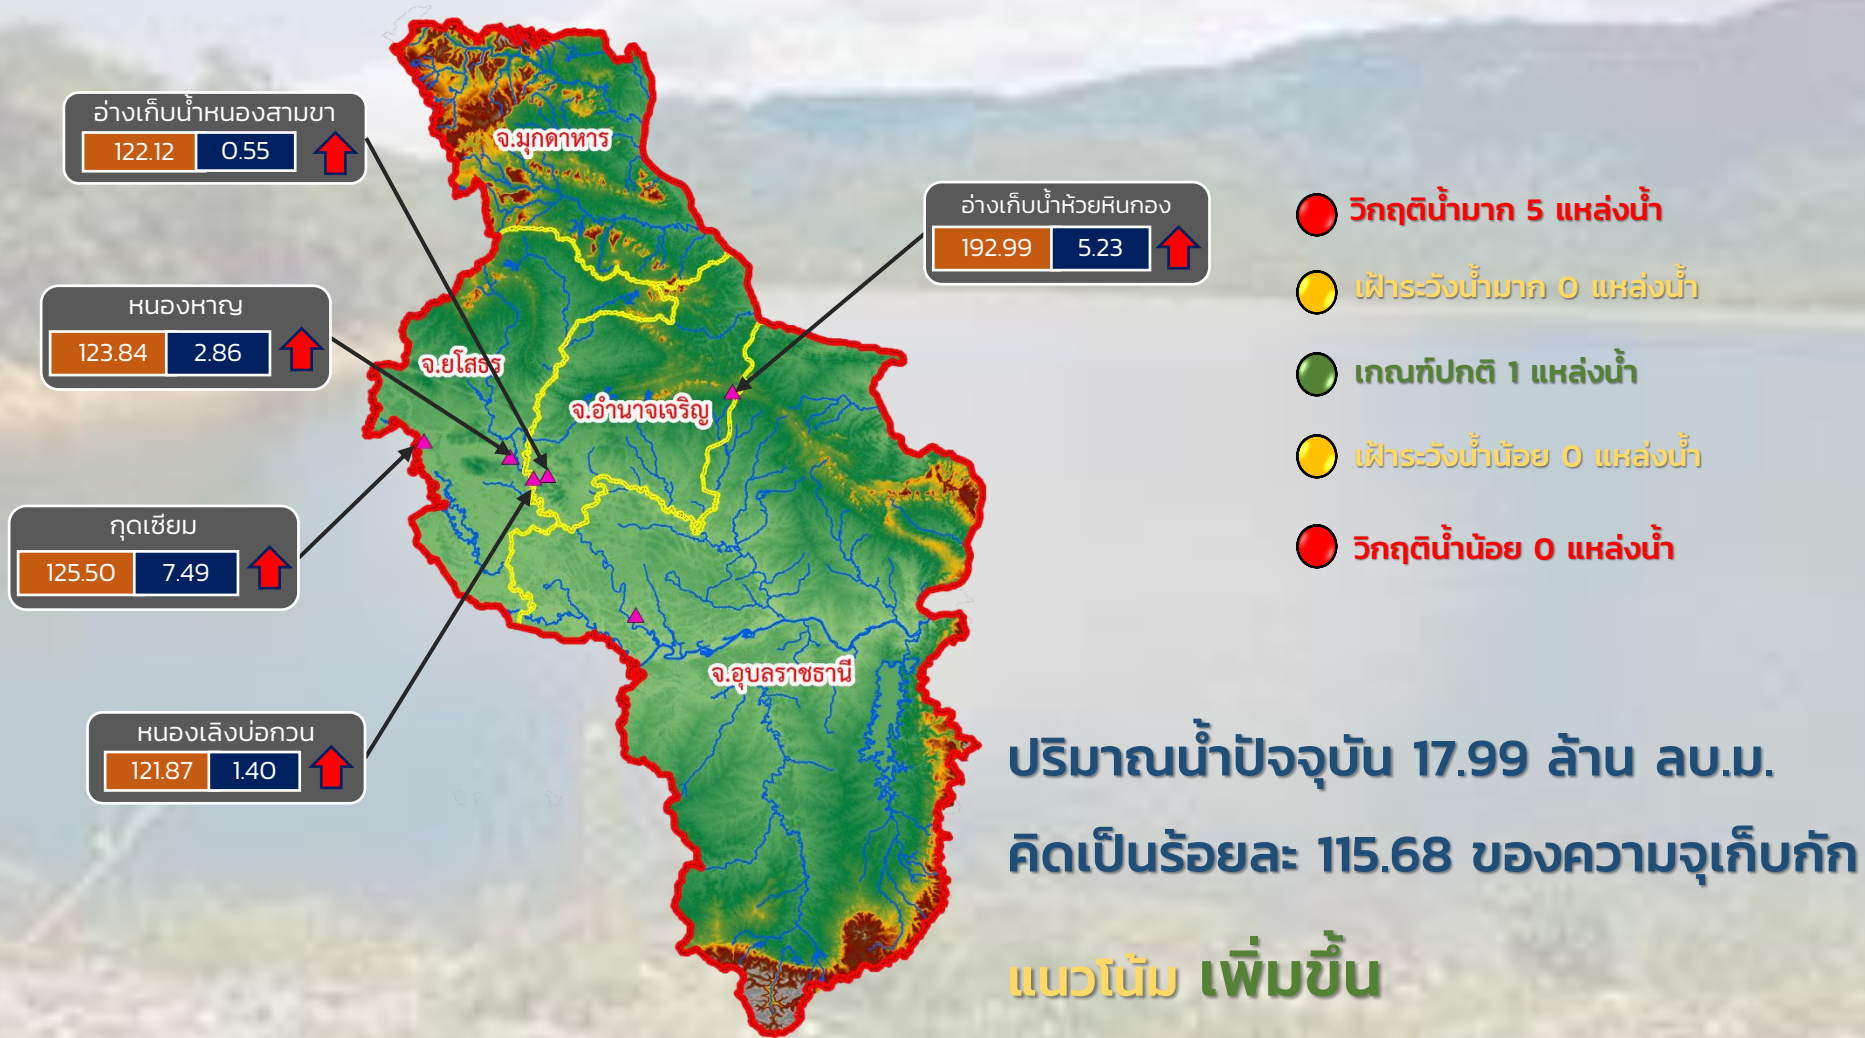 อ่างเก็บน้ำหนองสามขา
122.12 0.55
จ.มุกดาหาร
อ่างเก็บน้ำห้วยหินกอง
192.99 5.23
วิกฤติน้ำมาก 5 แหล่งน้ำ
เฝ้าระวังน้ำมาก 0 แหล่งน้ำ
เกณฑ์ปกติ 1 แหล่งน้ำ
เฝ้าระวังน้ำน้อย 0 แหล่งน้ำ
วิกฤติน้ำน้อย 0 แหล่งน้ำ
หนองหาญ
123.84 2.86
จ.ยโสธร
จ.อำนาจเจริญ
กุดเซียม
125.50 7.49
จ.อุบลราชธานี
หนองเลิงบ่อกวน
121.87 1.40
ปริมาณน้ำปัจจุบัน 17.99 ล้าน ลบ.ม.
คิดเป็นร้อยละ 115.68 ของความจุเก็บกัก
แนวโน้ม เพิ่มขึ้น